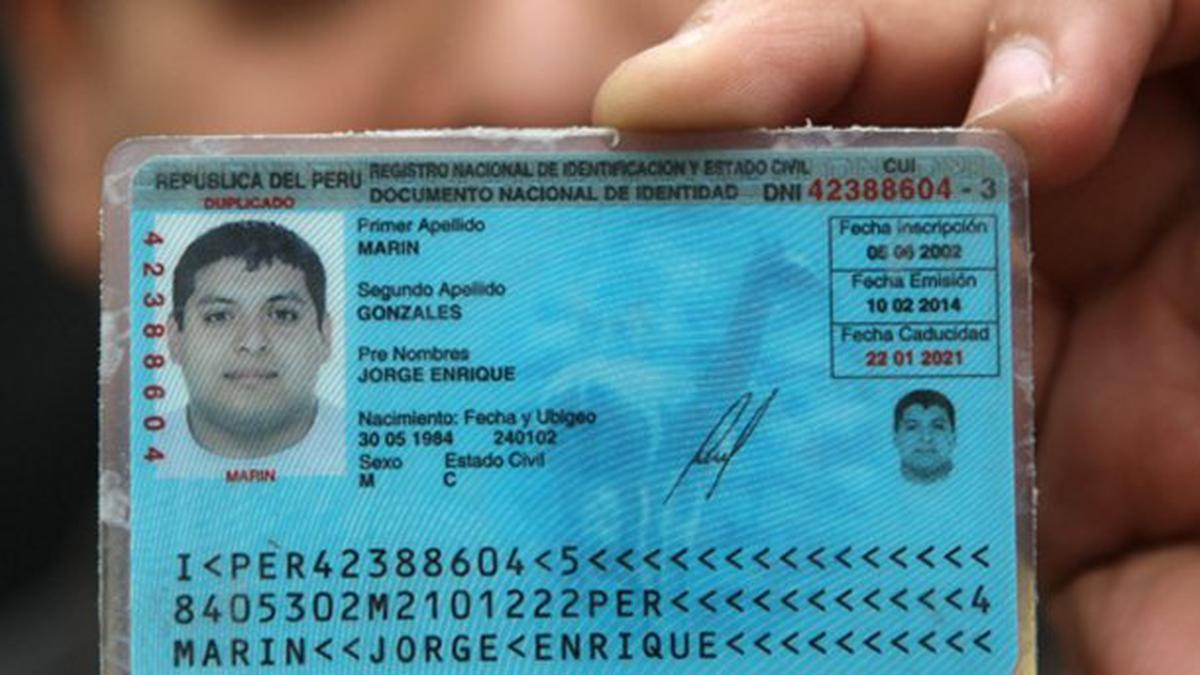 REPUBLICA DEL PERU
DUPLICADO
REGISTRO NACIONAL DE IDENTIFICACION Y ESTADO CIVIL
DOCUMENTO NACIONAL DE IDENTIDAD
CUI
DNI 42388604 - 3
42388604
MARIN
Primer Apellido
MARIN
Segundo Apellido
GONZALES
Pre Nombres
JORGE ENRIQUE
Nacimiento: Fecha y Ubigeo
30 05 1984 240102
Sexo Estado Civil
M C
Fecha Inscripción
05 06 2002
Fecha Emisión
10 02 2014
Fecha Caducidad
22 01 2021
I<PER42388604<5<<<<<<<<<<<<<<<
8405302M2101222PER<<<<<<<<<<<4
MARIN<<JORGE<ENRIQUE<<<<<<<<<<